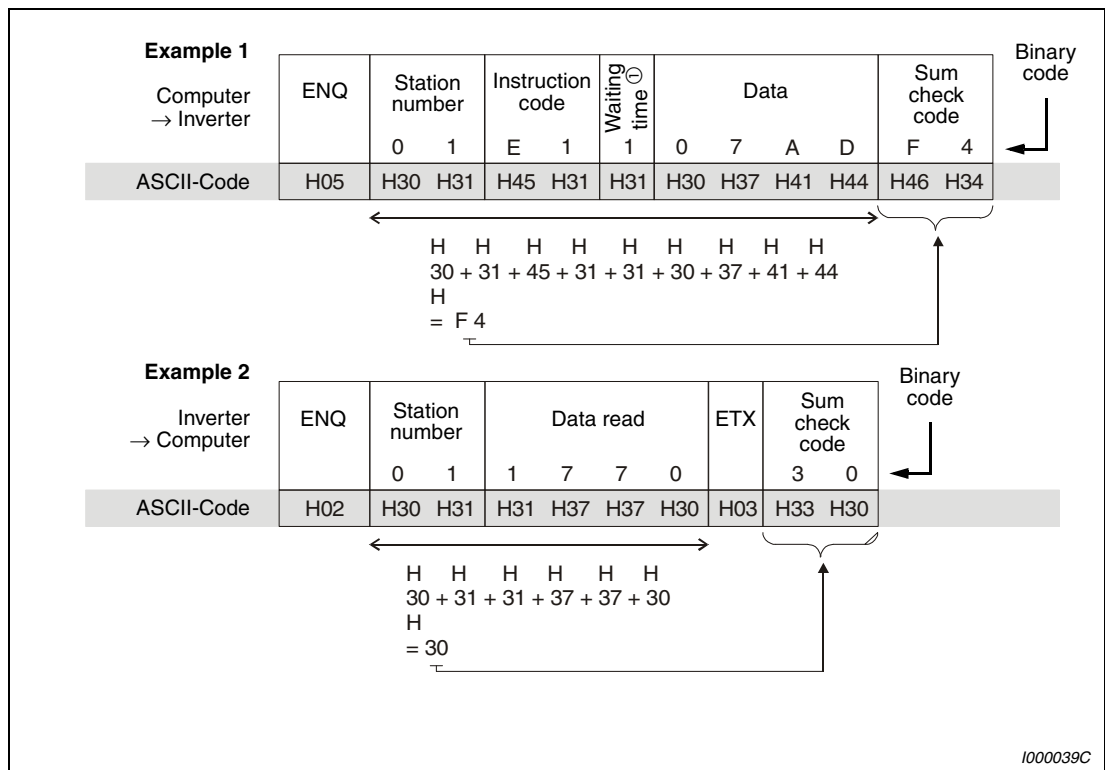 Example 1
Computer
→ Inverter
ENQ
Station
number
Instruction
code
Waiting
time ①
Data
Sum
check
code
Binary
code
0 1 E 1 1 0 7 A D F 4
ASCII-Code H05 H30 H31 H45 H31 H31 H30 H37 H41 H44 H46 H34
H H H H H H H H H
30 + 31 + 45 + 31 + 31 + 30 + 37 + 41 + 44
H
= F 4
Example 2
Inverter
→ Computer
ENQ
Station
number
Data read
ETX
Sum
check
code
Binary
code
0 1 1 7 7 0 3 0
ASCII-Code H02 H30 H31 H31 H37 H37 H30 H03 H33 H30
H H H H H H
30 + 31 + 31 + 37 + 37 + 30
H
= 30
I000039C